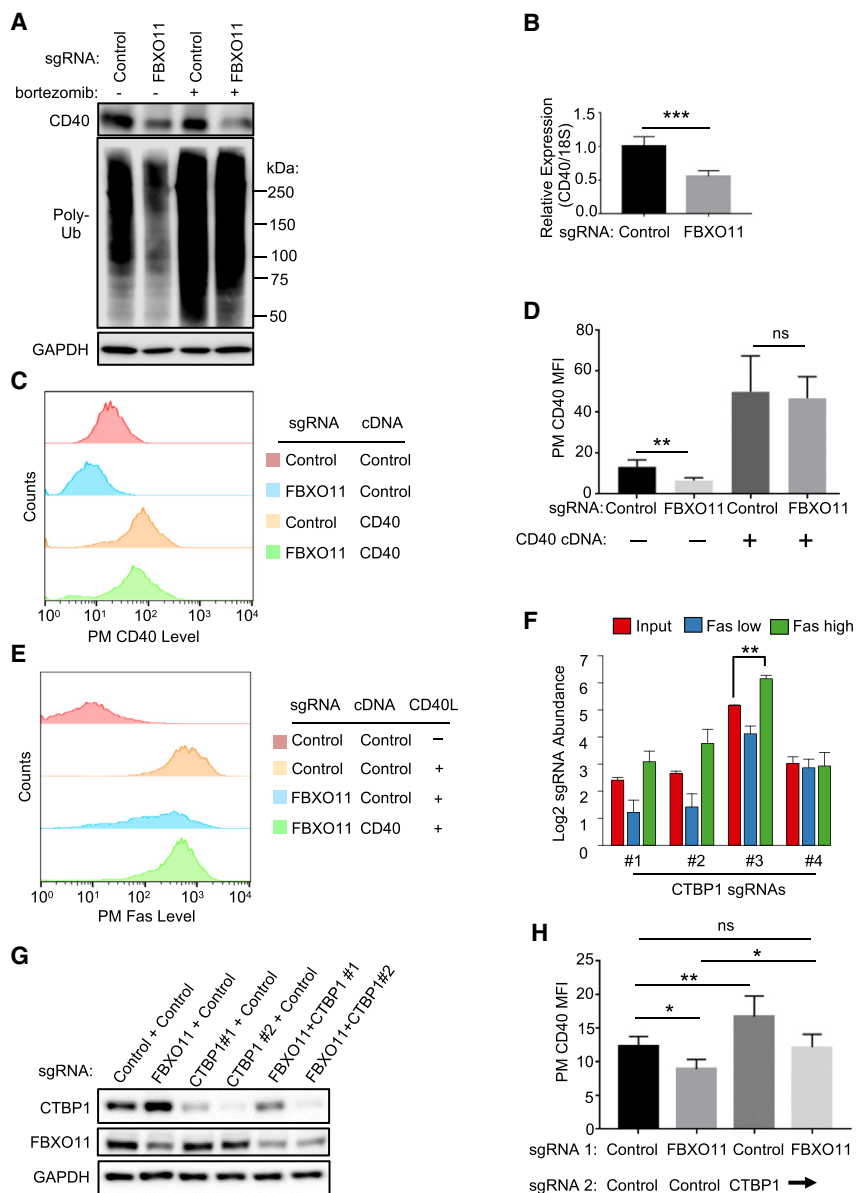 A
sgRNA: Control FBXO11 Control FBXO11
bortezomib: - - + +
CD40
Poly-Ub
kDa:
250
150
100
75
50
GAPDH
B
Relative Expression (CD40/18S)
1.5
1.0
0.5
0.0
***
sgRNA: Control FBXO11
C
Counts
10⁰ 10¹ 10² 10³ 10⁴
PM CD40 Level
sgRNA cDNA
Control Control
FBXO11 Control
Control CD40
FBXO11 CD40
D
PM CD40 MFI
80
60
40
20
0
** ns
sgRNA: Control FBXO11 Control FBXO11
CD40 cDNA: — — + +
E
Counts
10⁰ 10¹ 10² 10³ 10⁴
PM Fas Level
sgRNA cDNA CD40L
Control Control –
Control Control +
FBXO11 Control +
FBXO11 CD40 +
F
Input Fas low Fas high
Log2 sgRNA Abundance
7
6
5
4
3
2
1
0
**
#1 #2 #3 #4
CTBP1 sgRNAs
G
sgRNA:
Control + Control
FBXO11 + Control
CTBP1#1 + Control
CTBP1 #2 + Control
FBXO11+CTBP1 #1
FBXO11+CTBP1#2
CTBP1
FBXO11
GAPDH
H
PM CD40 MFI
25
20
15
10
5
0
ns
*
**
*
sgRNA 1: Control FBXO11 Control FBXO11
sgRNA 2: Control Control CTBP1 →